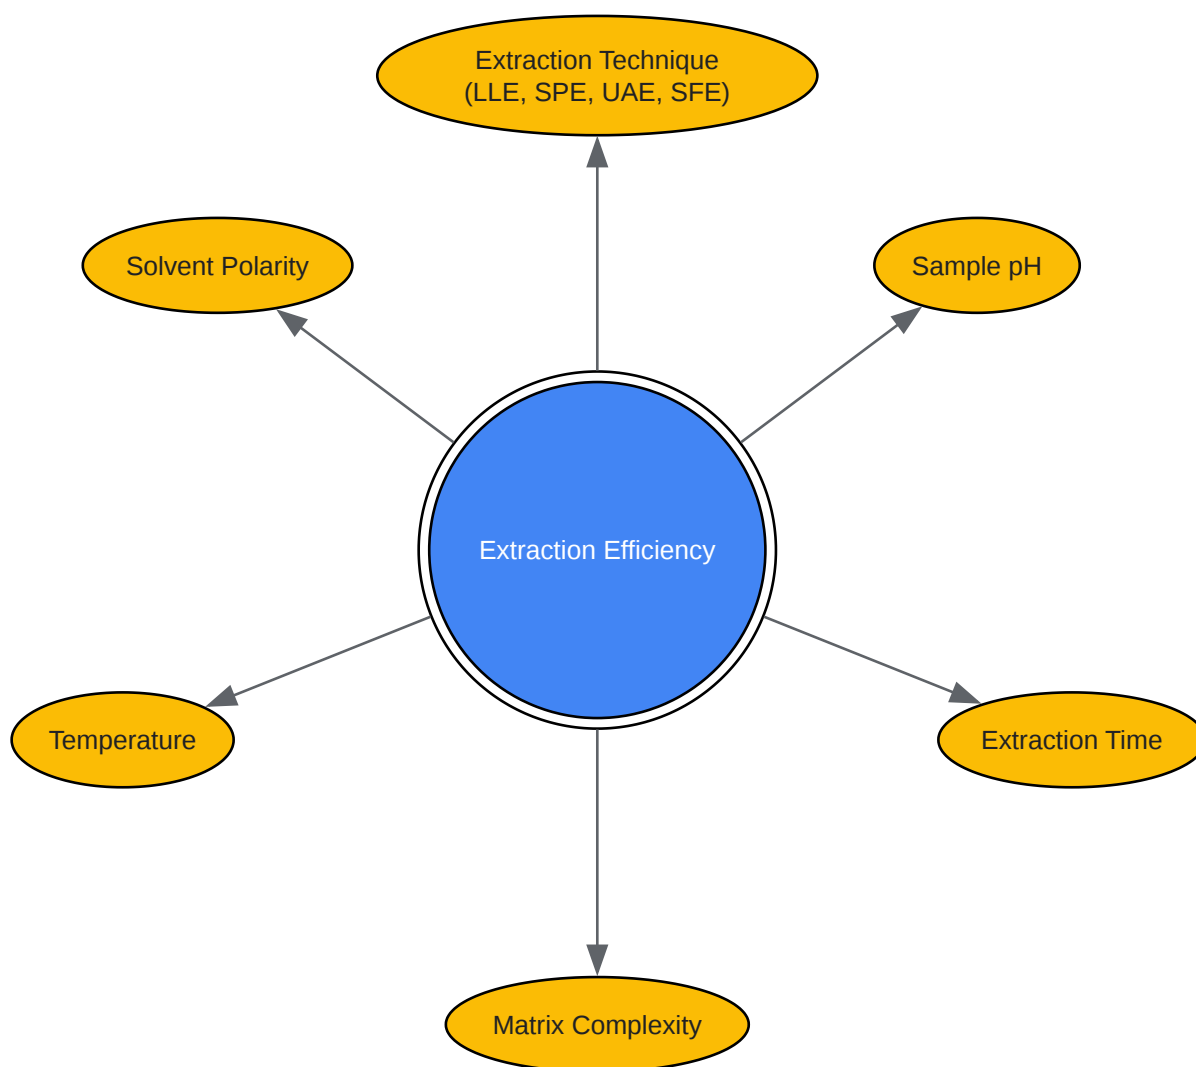 Extraction Technique
(LLE, SPE, UAE, SFE)
Solvent Polarity
Sample pH
Extraction Efficiency
Temperature
Extraction Time
Matrix Complexity